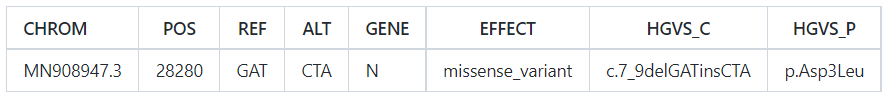 CHROM POS REF ALT GENE EFFECT HGVS_C HGVS_P
MN908947.3 28280 GAT CTA N missense_variant c.7_9delGATinsCTA p.Asp3Leu